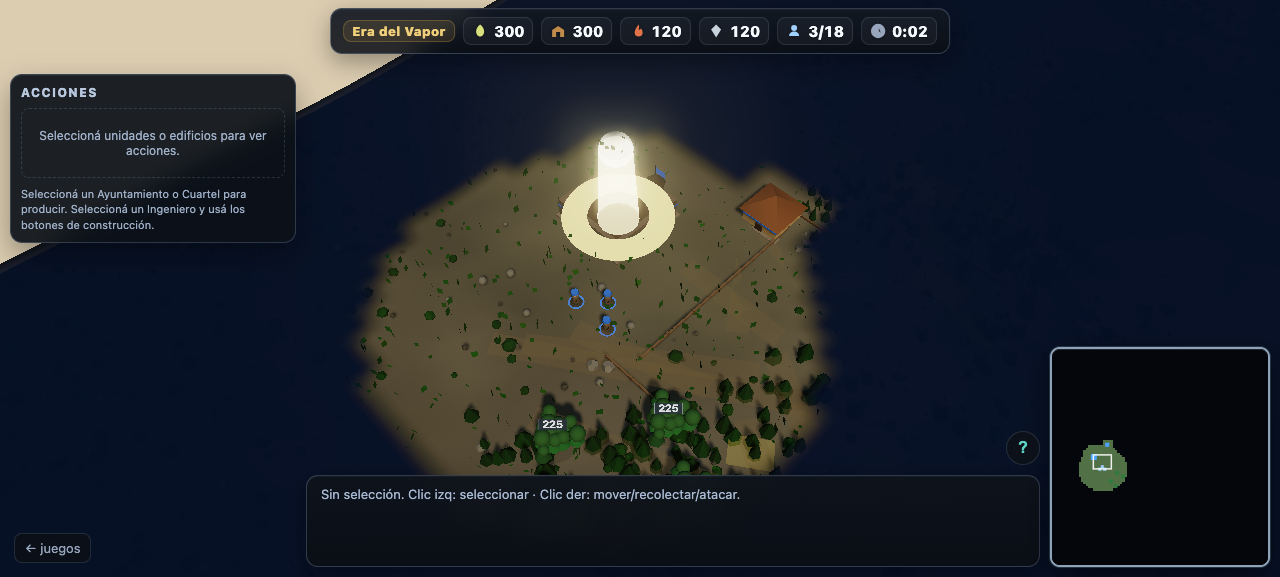 Era del Vapor 300 300 120 120 3/18 0:02
ACCIONES
Seleccioná unidades o edificios para ver
acciones.
Seleccioná un Ayuntamiento o Cuartel para
producir. Seleccioná un Ingeniero y usá los
botones de construcción.
225
225
?
Sin selección. Clic izq: seleccionar · Clic der: mover/recolectar/atacar.
← juegos